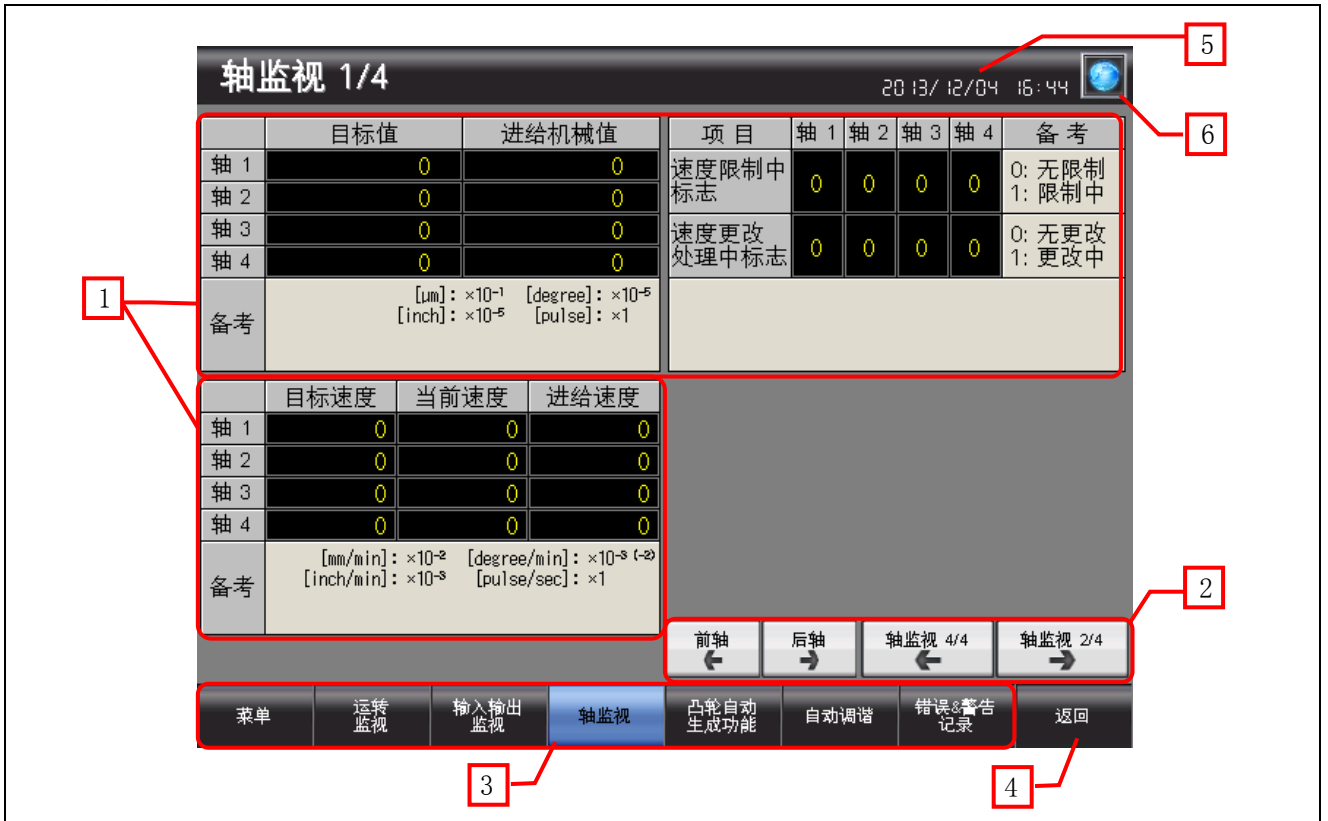 5
轴监视 1/4
2013/12/04 16:44
6
目标值 进给机械值
轴 1 0 0
轴 2 0 0
轴 3 0 0
轴 4 0 0
备考
[μm]: ×10⁻¹ [degree]: ×10⁻⁵
[inch]: ×10⁻⁵ [pulse]: ×1
项 目 轴 1 轴 2 轴 3 轴 4 备 考
速度限制中
标志
0 0 0 0
0: 无限制
1: 限制中
速度更改
处理中标志
0 0 0 0
0: 无更改
1: 更改中
1
目标速度 当前速度 进给速度
轴 1 0 0 0
轴 2 0 0 0
轴 3 0 0 0
轴 4 0 0 0
备考
[mm/min]: ×10⁻² [degree/min]: ×10⁻³ ⁽⁻²⁾
[inch/min]: ×10⁻³ [pulse/sec]: ×1
2
前轴
后轴
轴监视 4/4
轴监视 2/4
菜单
运转
监视
输入输出
监视
轴监视
凸轮自动
生成功能
自动调谐
错误&警告
记录
返回
3
4